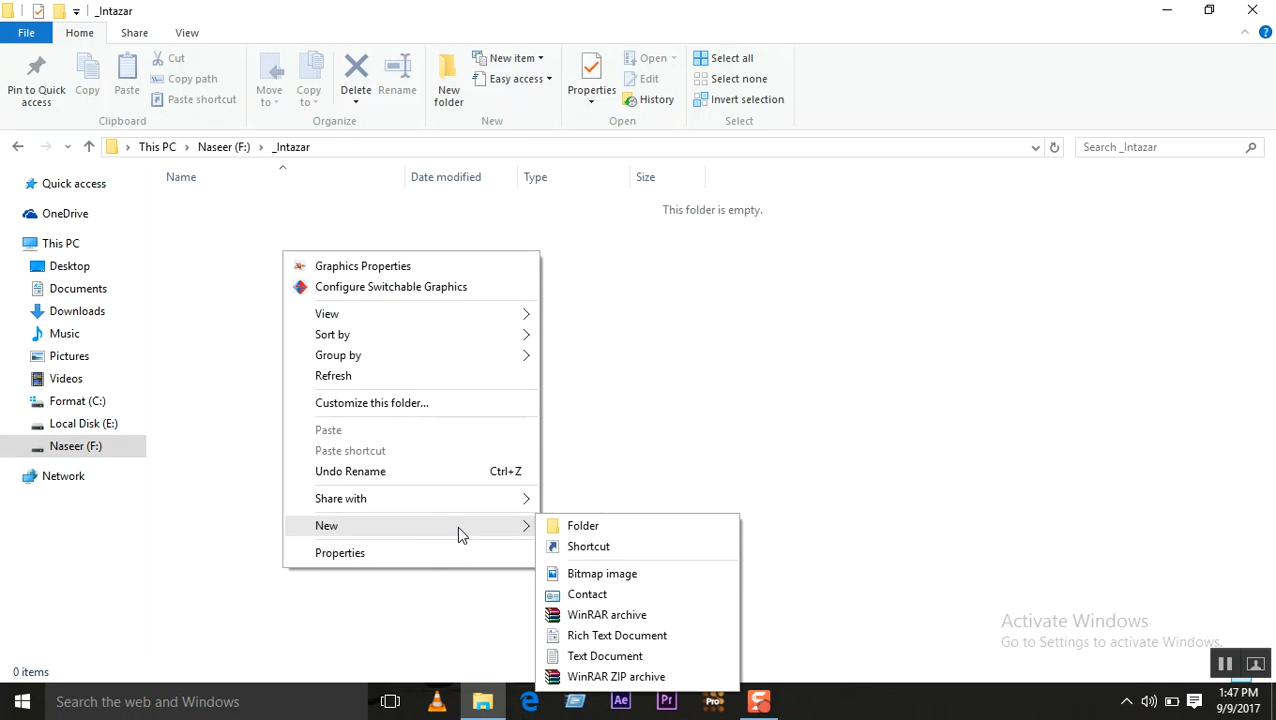 _Intazar
File Home Share View
Pin to Quick access
Copy
Paste
Cut
Copy path
Paste shortcut
Clipboard
Move to
Copy to
Delete
Rename
Organize
New folder
New item
Easy access
New
Properties
Open
Edit
History
Open
Select all
Select none
Invert selection
Select
This PC Naseer (F:) _Intazar
Search _Intazar
Name Date modified Type Size
This folder is empty.
Quick access
OneDrive
This PC
Desktop
Documents
Downloads
Music
Pictures
Videos
Format (C:)
Local Disk (E:)
Naseer (F:)
Network
Graphics Properties
Configure Switchable Graphics
View
Sort by
Group by
Refresh
Customize this folder...
Paste
Paste shortcut
Undo Rename Ctrl+Z
Share with
New
Properties
Folder
Shortcut
Bitmap image
Contact
WinRAR archive
Rich Text Document
Text Document
WinRAR ZIP archive
Activate Windows
Go to Settings to activate Windows.
0 items
Search the web and Windows
Ae
Pr
Pro
1:47 PM
9/9/2017